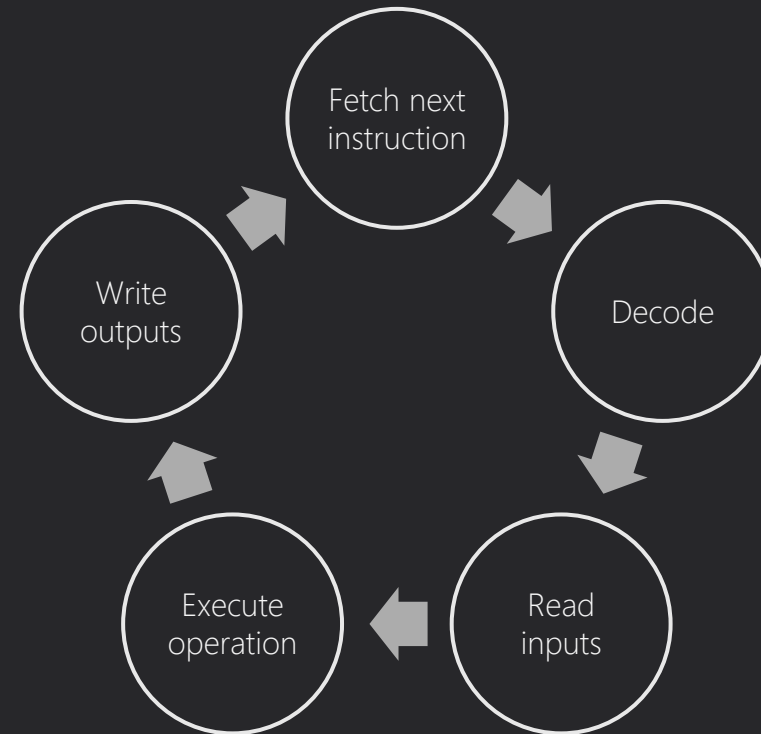 Fetch next
instruction
Decode
Read
inputs
Execute
operation
Write
outputs